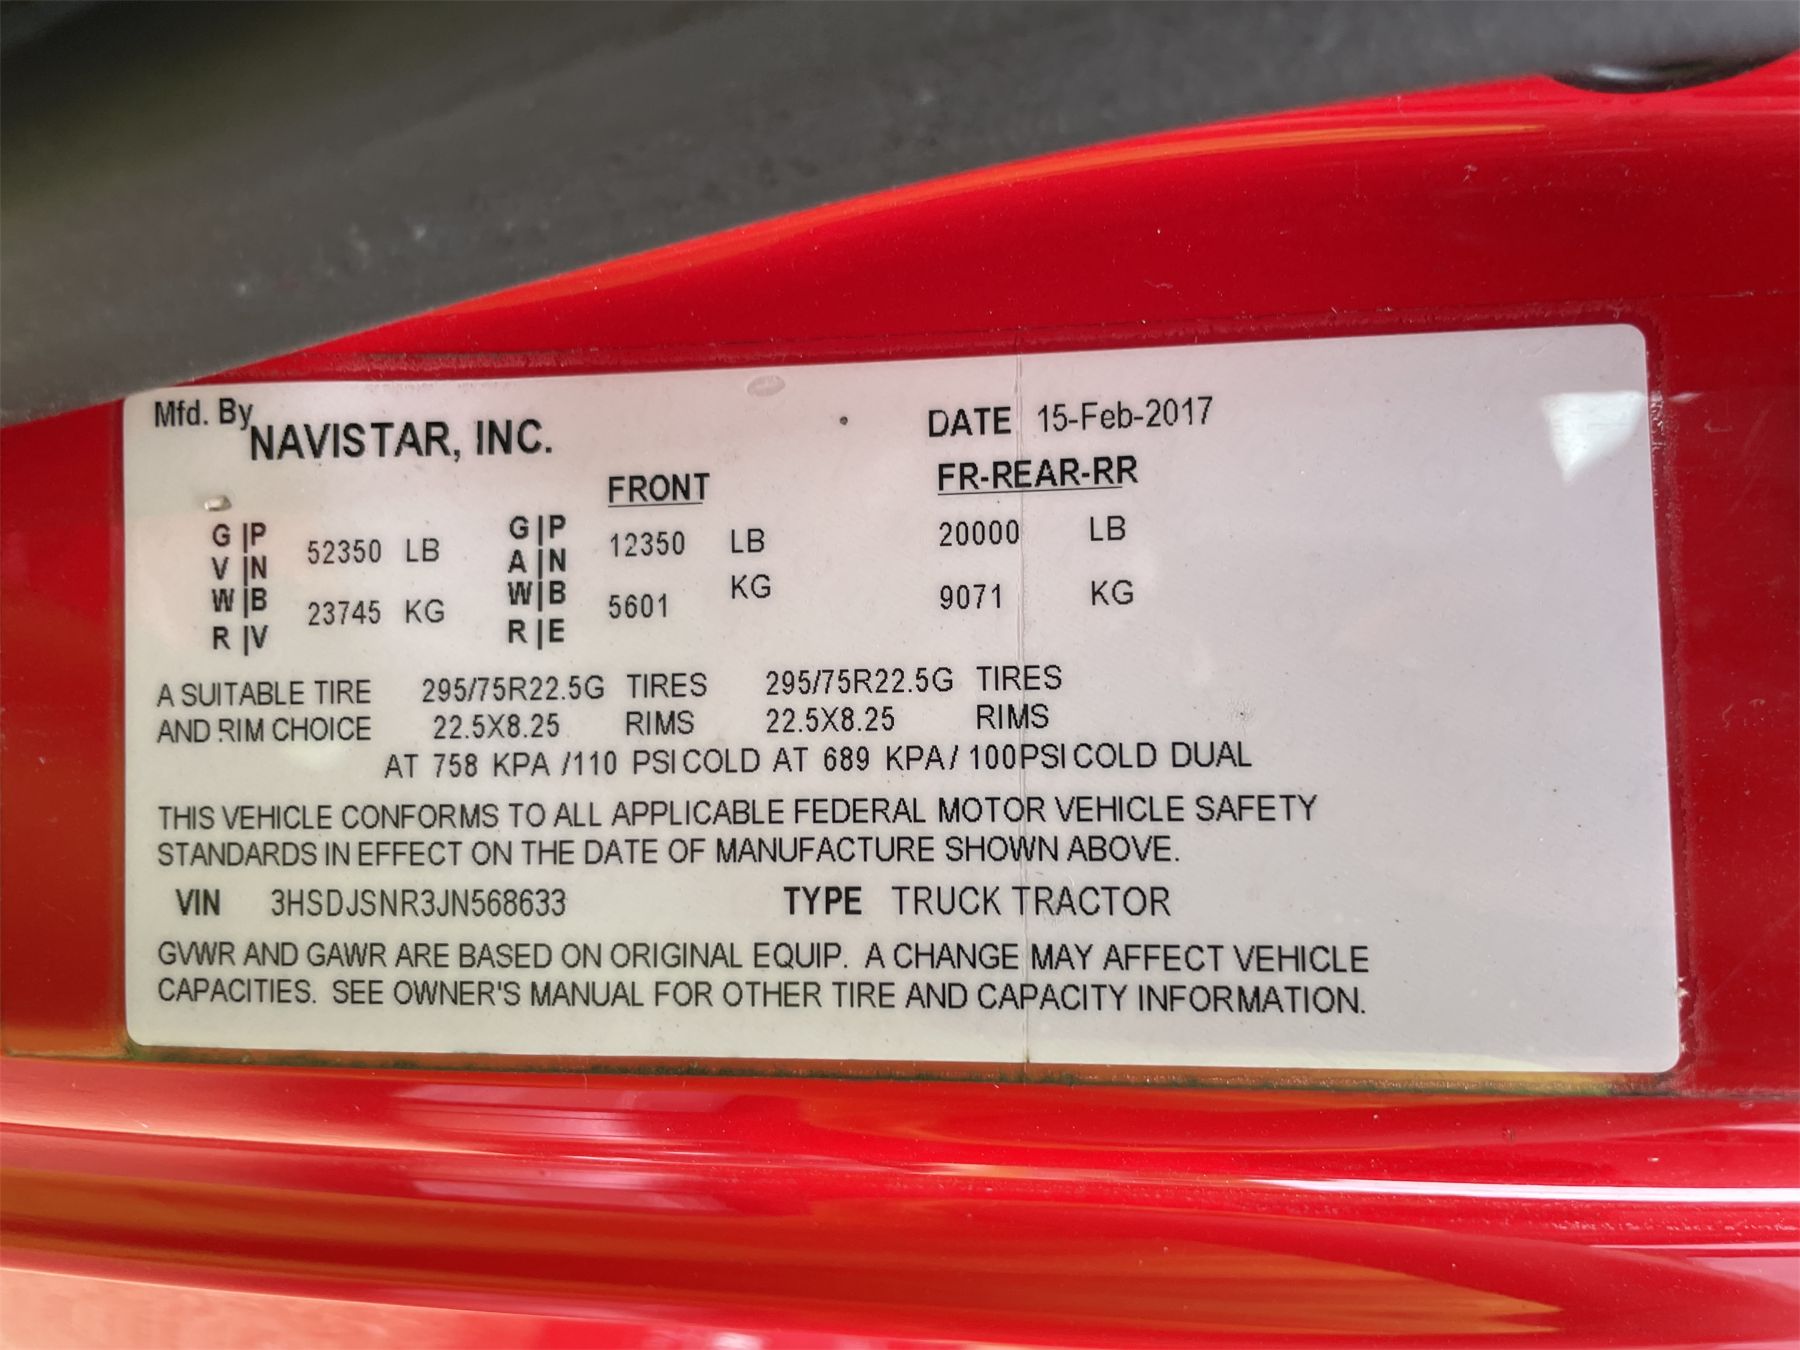 Mfd. By
NAVISTAR, INC.
DATE 15-Feb-2017
FRONT FR-REAR-RR
G|P 52350 LB G|P 12350 LB 20000 LB
V|N A|N
W|B 23745 KG W|B 5601 KG 9071 KG
R|V R|E
A SUITABLE TIRE 295/75R22.5G TIRES 295/75R22.5G TIRES
AND RIM CHOICE 22.5X8.25 RIMS 22.5X8.25 RIMS
AT 758 KPA /110 PSI COLD AT 689 KPA/ 100PSI COLD DUAL
THIS VEHICLE CONFORMS TO ALL APPLICABLE FEDERAL MOTOR VEHICLE SAFETY
STANDARDS IN EFFECT ON THE DATE OF MANUFACTURE SHOWN ABOVE.
VIN 3HSDJSNR3JN568633 TYPE TRUCK TRACTOR
GVWR AND GAWR ARE BASED ON ORIGINAL EQUIP. A CHANGE MAY AFFECT VEHICLE
CAPACITIES. SEE OWNER'S MANUAL FOR OTHER TIRE AND CAPACITY INFORMATION.